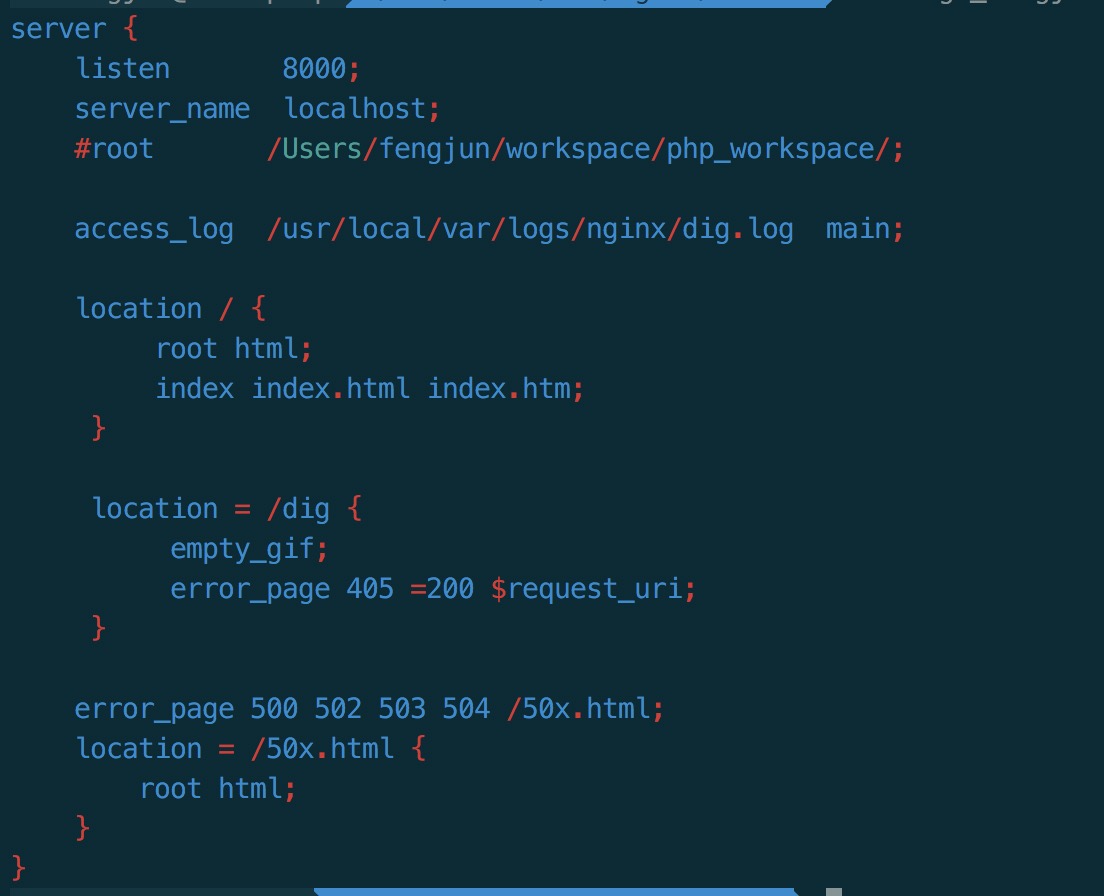 server {
    listen       8000;
    server_name  localhost;
    #root       /Users/fengjun/workspace/php_workspace/;

    access_log  /usr/local/var/logs/nginx/dig.log  main;

    location / {
         root html;
         index index.html index.htm;
     }

     location = /dig {
          empty_gif;
          error_page 405 =200 $request_uri;
     }

    error_page 500 502 503 504 /50x.html;
    location = /50x.html {
        root html;
    }
}